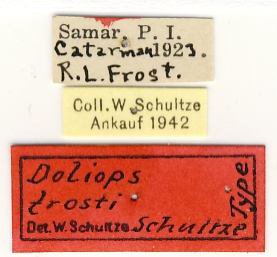 Samar, P. I.
Catarman 1923.
R.L. Frost.
Coll. W. Schultze
Ankauf 1942
Doliops
frosti
Det. W. Schultze Schultze
Type